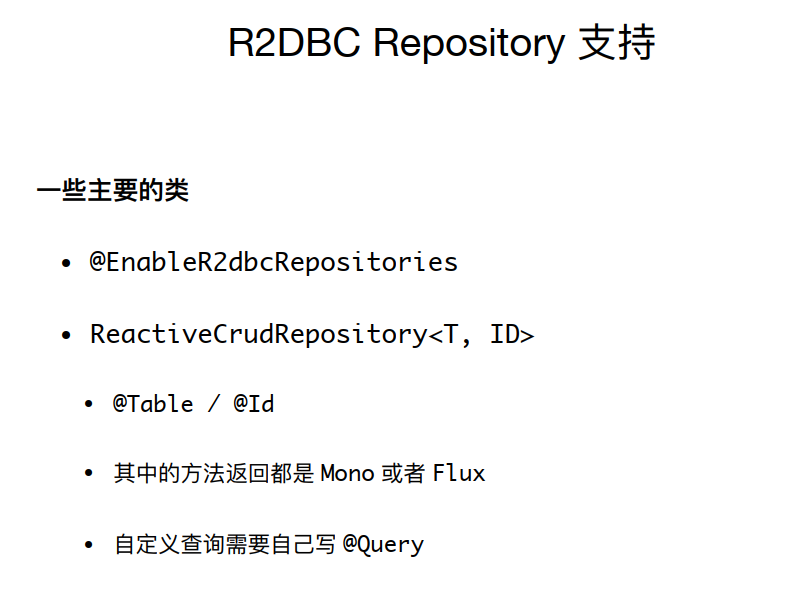 R2DBC Repository 支持
一些主要的类
• @EnableR2dbcRepositories
• ReactiveCrudRepository<T, ID>
• @Table / @Id
• 其中的方法返回都是 Mono 或者 Flux
• 自定义查询需要自己写 @Query